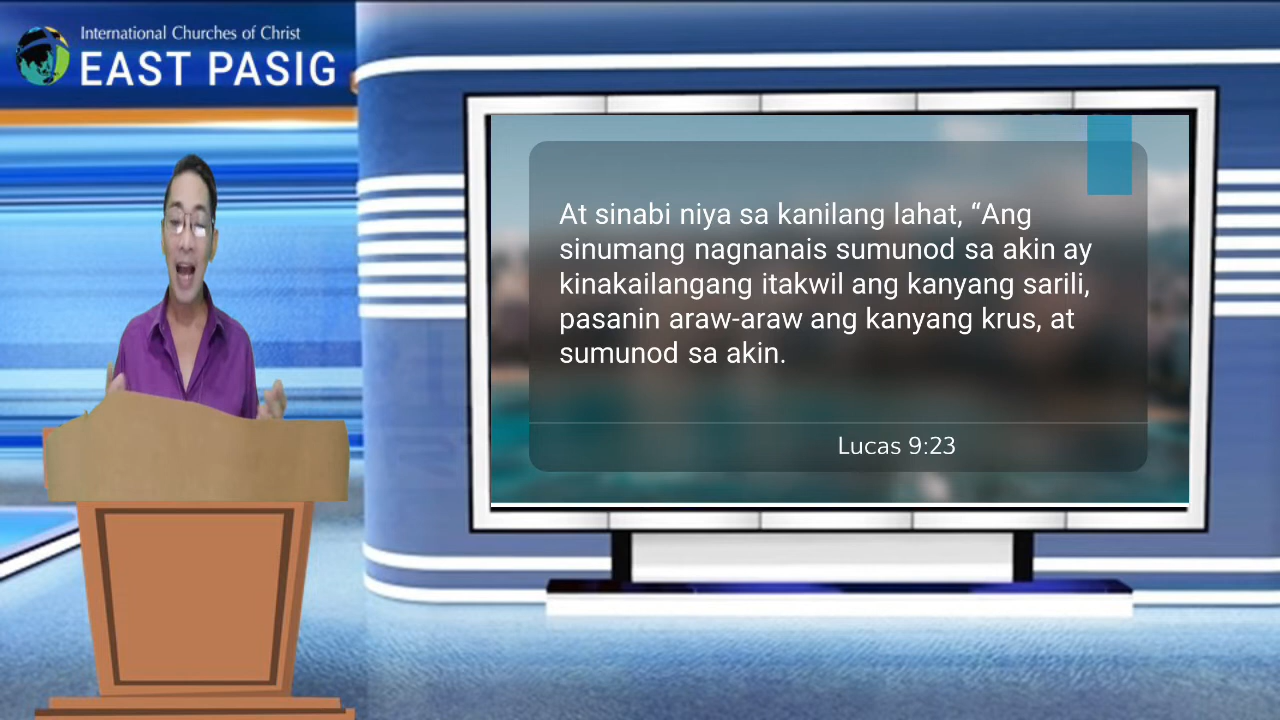 International Churches of Christ
EAST PASIG
At sinabi niya sa kanilang lahat, “Ang
sinumang nagnanais sumunod sa akin ay
kinakailangang itakwil ang kanyang sarili,
pasanin araw-araw ang kanyang krus, at
sumunod sa akin.
Lucas 9:23